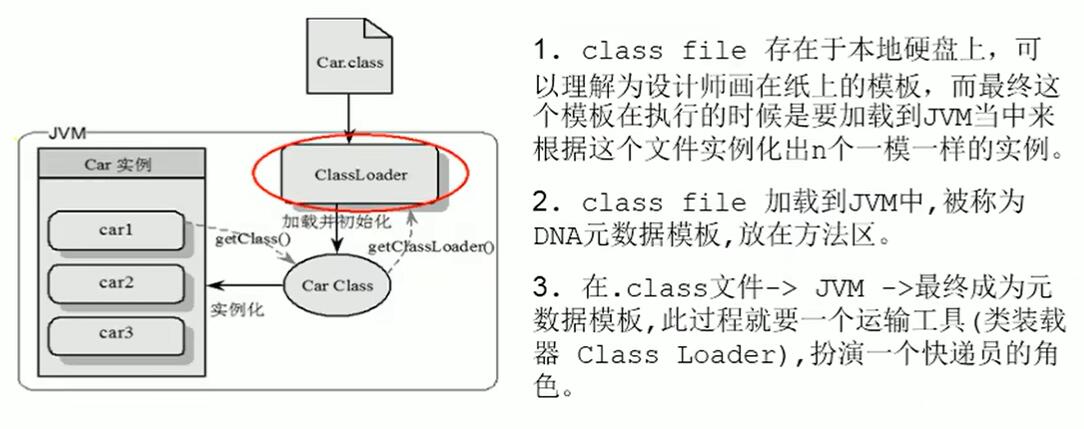 Car.class
JVM
Car 实例
ClassLoader
加载并初始化
car1
getClass()
getClassLoader()
car2
Car Class
实例化
car3
1. class file 存在于本地硬盘上，可
以理解为设计师画在纸上的模板，而最终这
个模板在执行的时候是要加载到JVM当中来
根据这个文件实例化出n个一模一样的实例。
2. class file 加载到JVM中,被称为
DNA元数据模板,放在方法区。
3. 在.class文件-> JVM ->最终成为元
数据模板,此过程就要一个运输工具(类装载
器 Class Loader),扮演一个快递员的角
色。